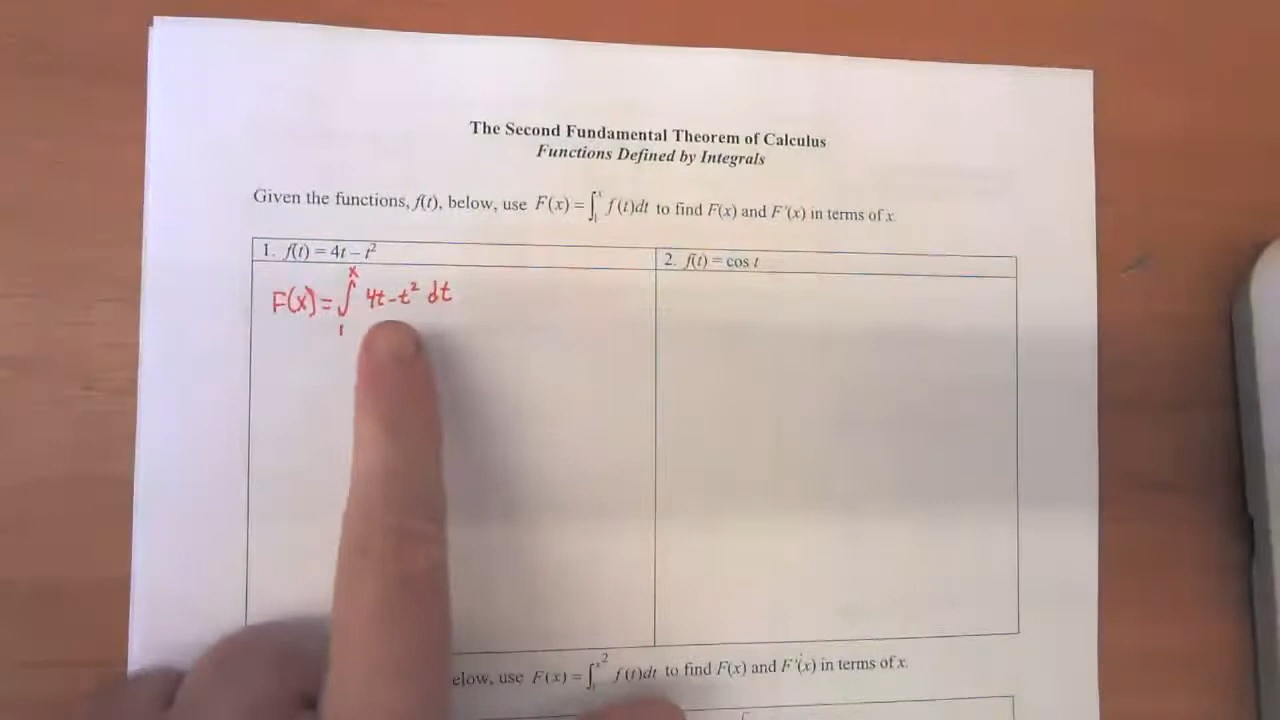 The Second Fundamental Theorem of Calculus
Functions Defined by Integrals
Given the functions, f(t), below, use F(x) = ∫₁ˣ f(t)dt to find F(x) and F'(x) in terms of x.
1. f(t) = 4t – t²
2. f(t) = cos t
F(x) = ∫₁ˣ 4t-t² dt
elow, use F(x) = ∫₁^(x²) f(t)dt to find F(x) and F'(x) in terms of x.